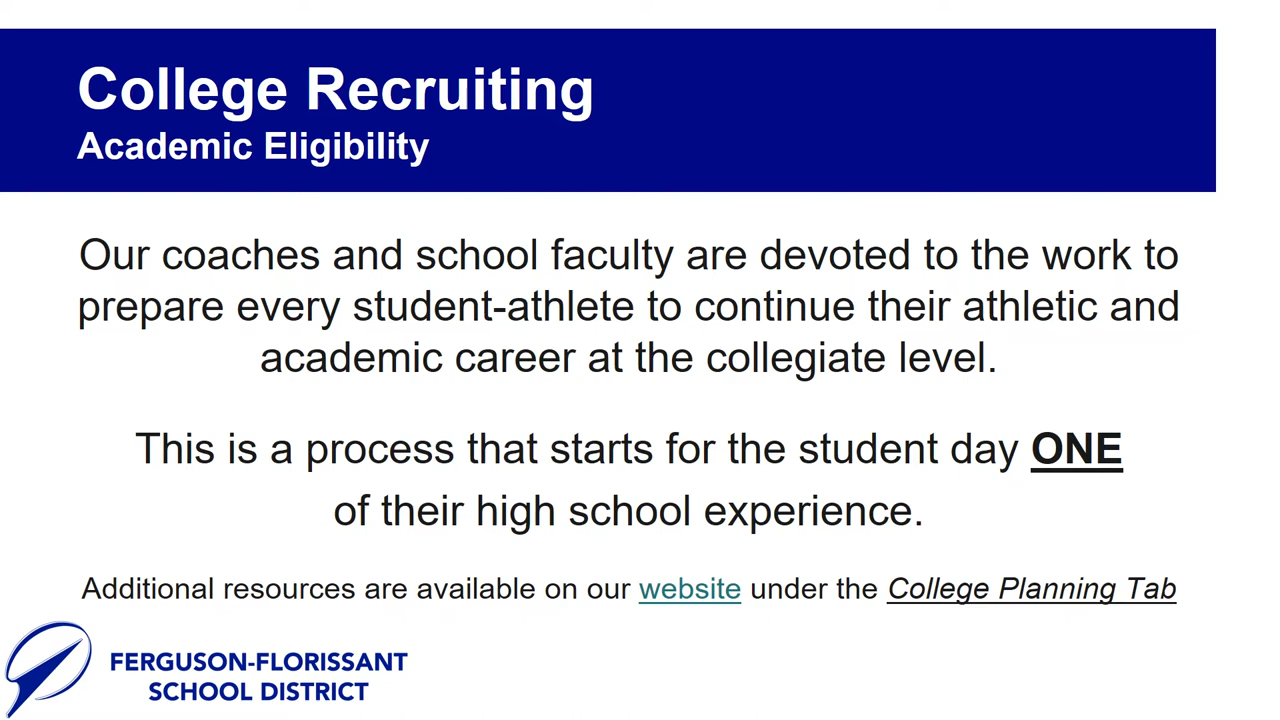 College Recruiting
Academic Eligibility
Our coaches and school faculty are devoted to the work to
prepare every student-athlete to continue their athletic and
academic career at the collegiate level.
This is a process that starts for the student day ONE
of their high school experience.
Additional resources are available on our website under the College Planning Tab
FERGUSON-FLORISSANT
SCHOOL DISTRICT